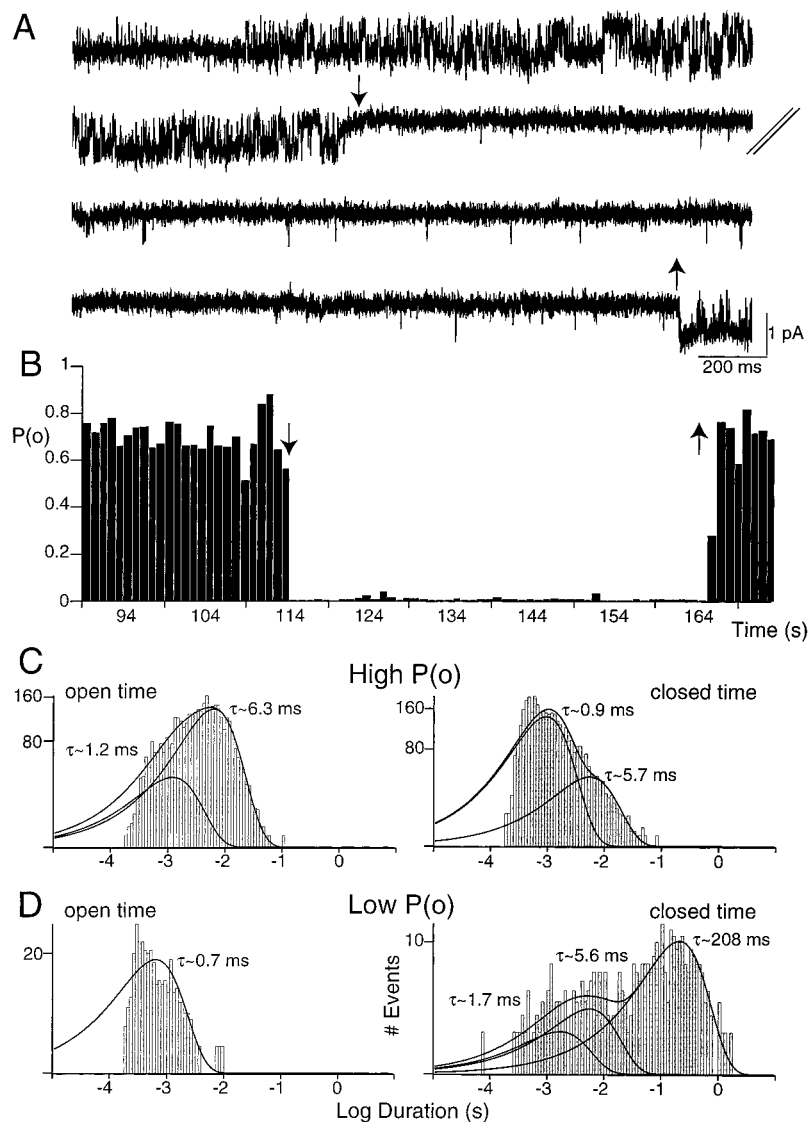 A
1 pA
200 ms
B
1
0.8
P(o)
0.6
0.4
0.2
0
94 104 114 124 134 144 154 164
Time (s)
C
High P(o)
open time
closed time
160
80
τ~1.2 ms
τ~6.3 ms
-4 -3 -2 -1 0
160
80
τ~0.9 ms
τ~5.7 ms
-4 -3 -2 -1 0
D
Low P(o)
open time
closed time
20
τ~0.7 ms
-4 -3 -2 -1 0
10
# Events
τ~1.7 ms
τ~5.6 ms
τ~208 ms
-4 -3 -2 -1 0
Log Duration (s)